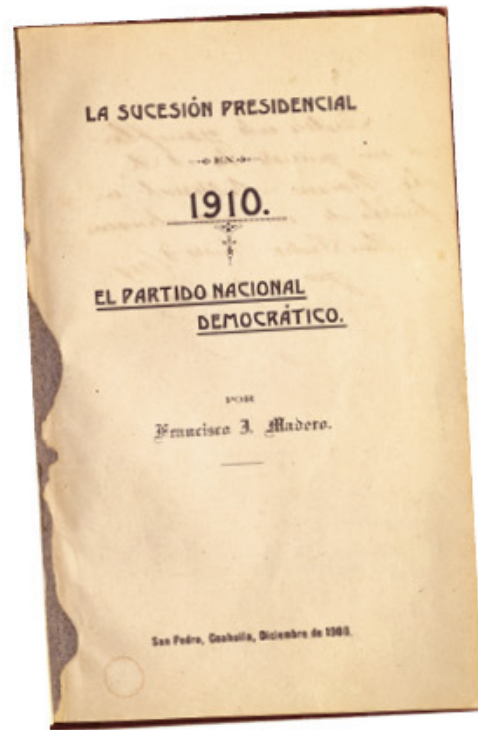 LA SUCESIÓN PRESIDENCIAL
EN
1910.
EL PARTIDO NACIONAL
DEMOCRÁTICO.
POR
Francisco I. Madero.
San Pedro, Coahuila, Diciembre de 1908.